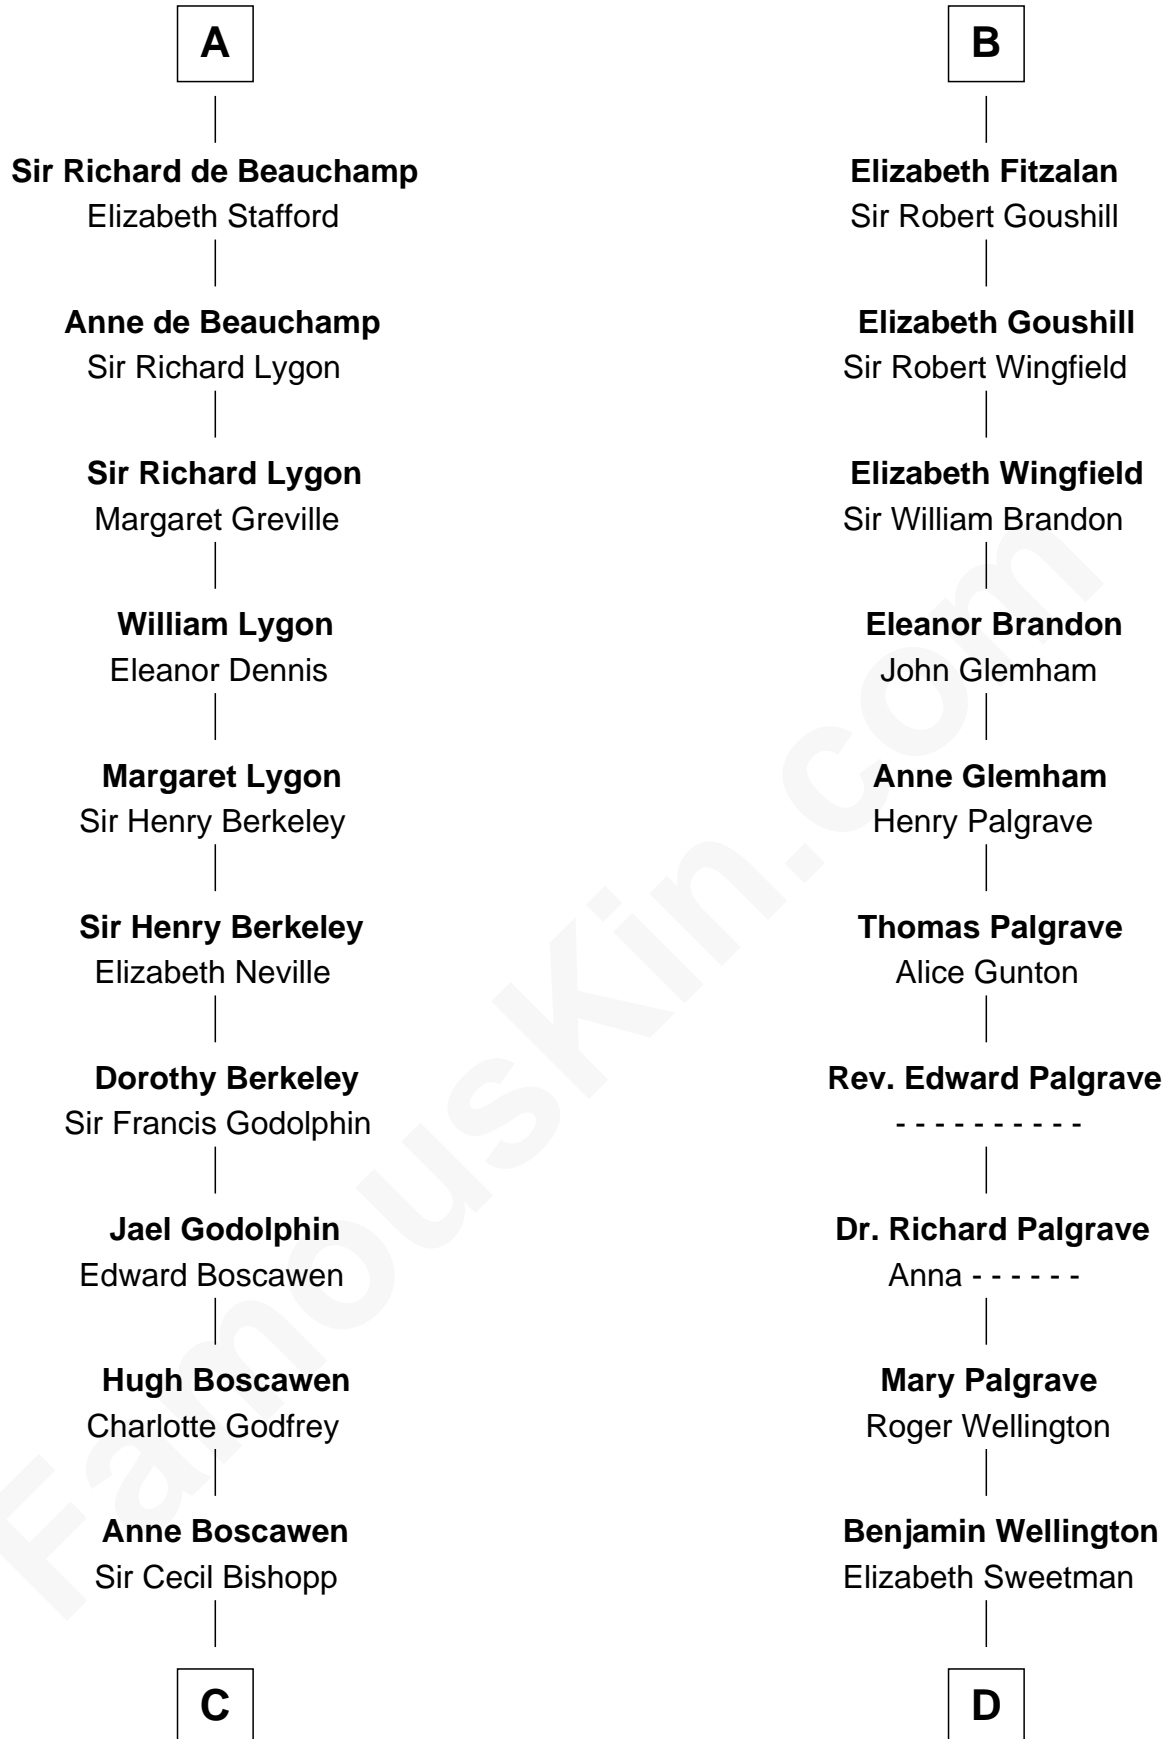 A
Sir Richard de Beauchamp
Elizabeth Stafford
Anne de Beauchamp
Sir Richard Lygon
Sir Richard Lygon
Margaret Greville
William Lygon
Eleanor Dennis
Margaret Lygon
Sir Henry Berkeley
Sir Henry Berkeley
Elizabeth Neville
Dorothy Berkeley
Sir Francis Godolphin
Jael Godolphin
Edward Boscawen
Hugh Boscawen
Charlotte Godfrey
Anne Boscawen
Sir Cecil Bishopp
C
B
Elizabeth Fitzalan
Sir Robert Goushill
Elizabeth Goushill
Sir Robert Wingfield
Elizabeth Wingfield
Sir William Brandon
Eleanor Brandon
John Glemham
Anne Glemham
Henry Palgrave
Thomas Palgrave
Alice Gunton
Rev. Edward Palgrave
- - - - - - - - - -
Dr. Richard Palgrave
Anna - - - - - -
Mary Palgrave
Roger Wellington
Benjamin Wellington
Elizabeth Sweetman
D
FamousKin.com